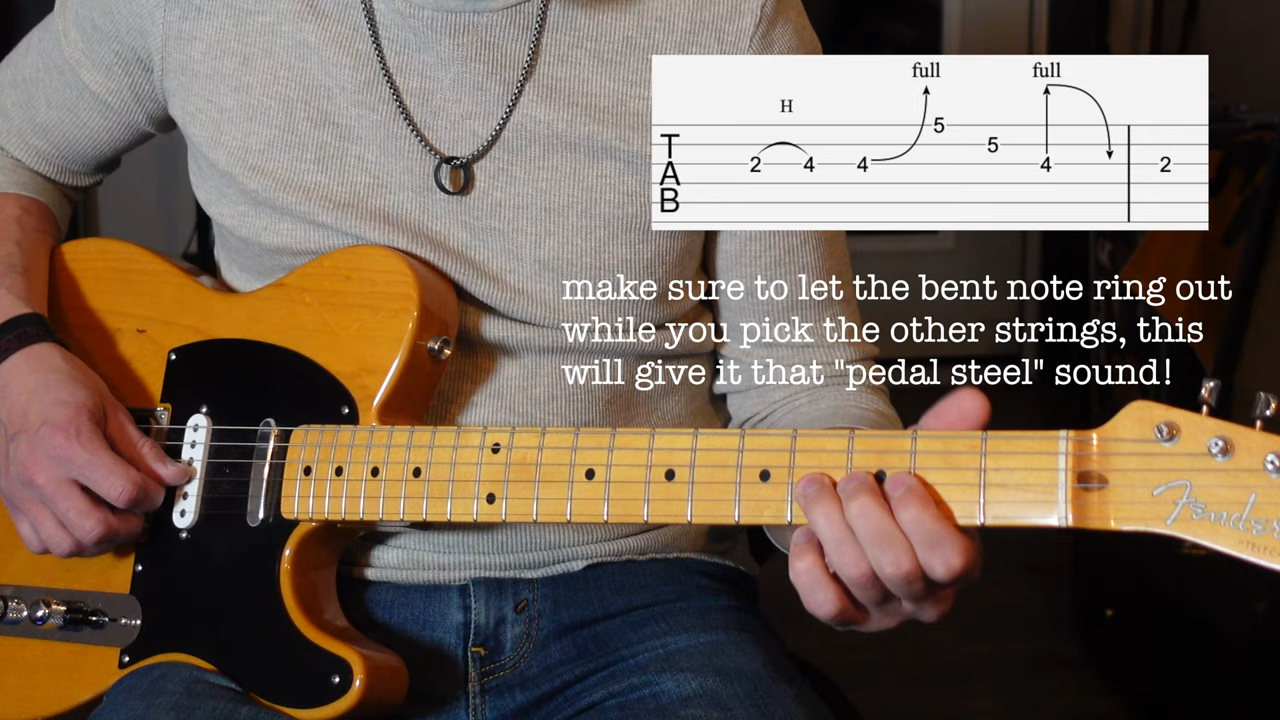 full full
H
T
A
B
5
5
2 4 4 4 2
make sure to let the bent note ring out
while you pick the other strings, this
will give it that "pedal steel" sound!
Fender